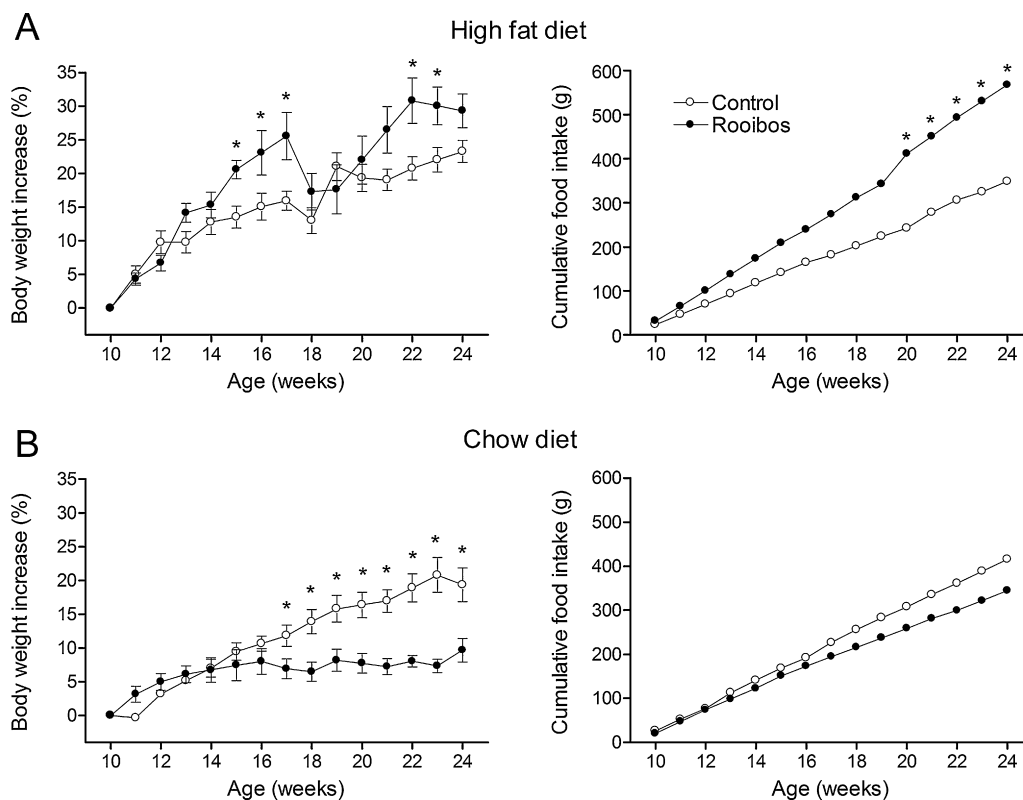 A
High fat diet
Body weight increase (%)
35
30
25
20
15
10
5
0
* * * * *
10 12 14 16 18 20 22 24
Age (weeks)
Cumulative food intake (g)
600
500
400
300
200
100
0
Control
Rooibos
* * * * *
10 12 14 16 18 20 22 24
Age (weeks)
B
Chow diet
Body weight increase (%)
35
30
25
20
15
10
5
0
* * * * * * * *
10 12 14 16 18 20 22 24
Age (weeks)
Cumulative food intake (g)
600
500
400
300
200
100
0
10 12 14 16 18 20 22 24
Age (weeks)